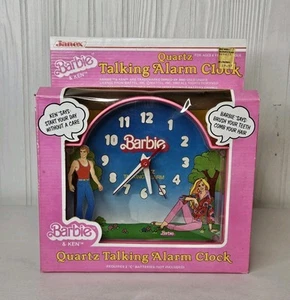 Janex
Quartz
Barbie
& KEN™
Talking Alarm Clock
KEN SAYS:
START YOUR DAY
WITHOUT A CARE
BARBIE SAYS:
BRUSH YOUR TEETH
COMB YOUR HAIR
12
11
1
10
2
Barbie
9
3
8
4
7
5
6
Barbie
& KEN™
Quartz Talking Alarm Clock